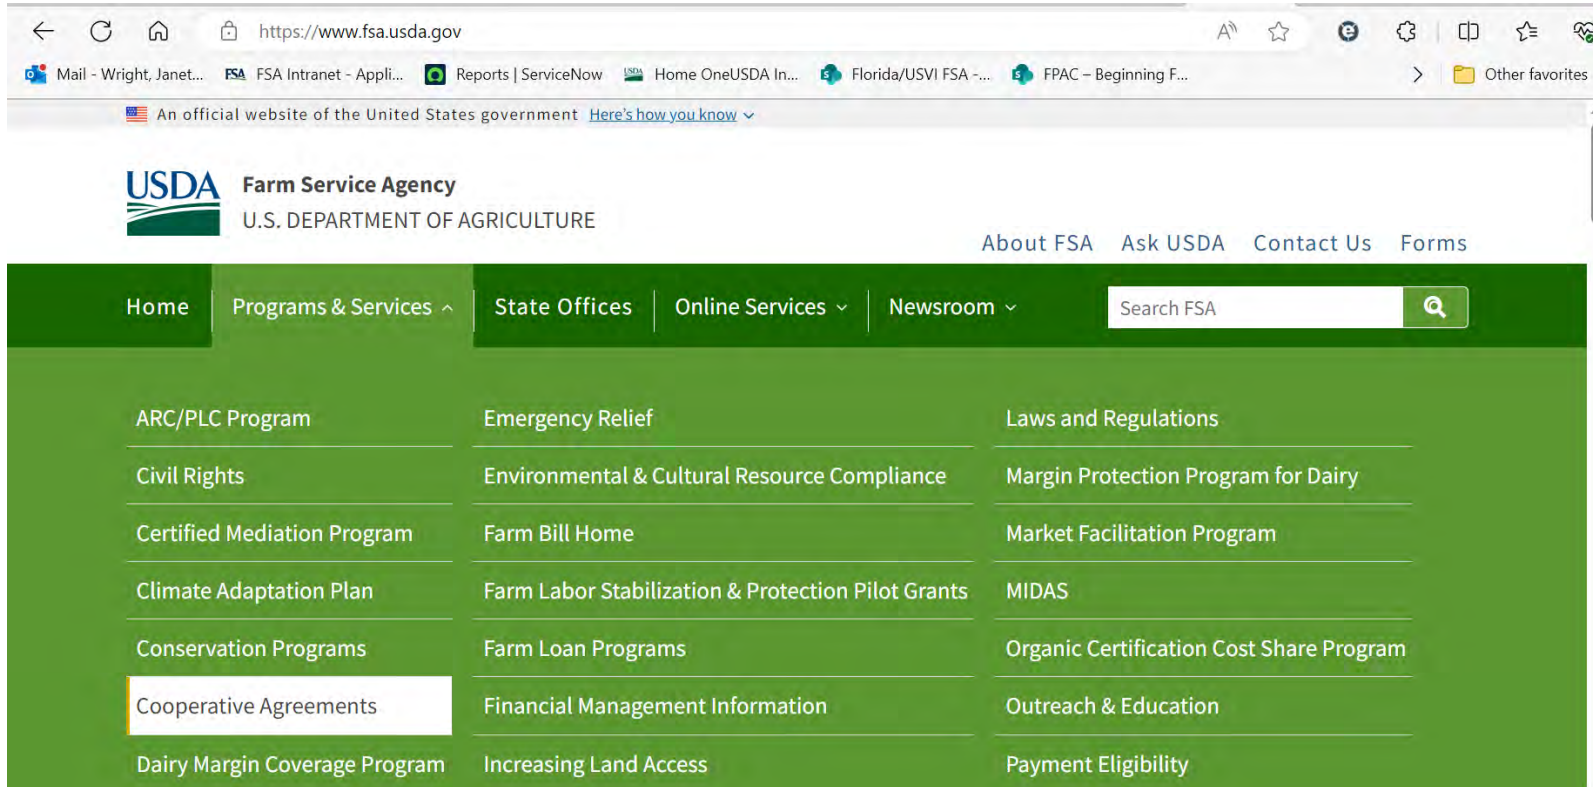 https://www.fsa.usda.gov
Mail - Wright, Janet... FSA FSA Intranet - Appli... Reports | ServiceNow USDA Home OneUSDA In... Florida/USVI FSA -... FPAC – Beginning F... Other favorites
An official website of the United States government Here's how you know
USDA Farm Service Agency
U.S. DEPARTMENT OF AGRICULTURE
About FSA Ask USDA Contact Us Forms
Home Programs & Services State Offices Online Services Newsroom Search FSA
ARC/PLC Program Emergency Relief Laws and Regulations
Civil Rights Environmental & Cultural Resource Compliance Margin Protection Program for Dairy
Certified Mediation Program Farm Bill Home Market Facilitation Program
Climate Adaptation Plan Farm Labor Stabilization & Protection Pilot Grants MIDAS
Conservation Programs Farm Loan Programs Organic Certification Cost Share Program
Cooperative Agreements Financial Management Information Outreach & Education
Dairy Margin Coverage Program Increasing Land Access Payment Eligibility